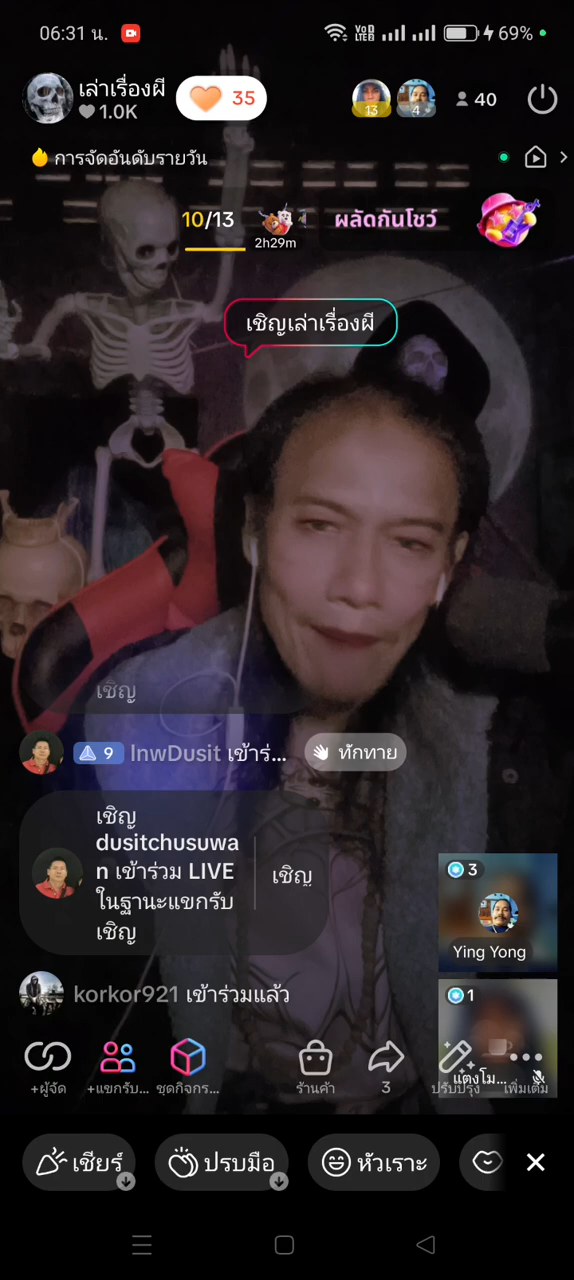 06:31 น.
VoD LTE2
69%
เล่าเรื่องผี
1.0K
35
13
4
40
การจัดอันดับรายวัน
10/13
2h29m
ผลัดกันโชว์
เชิญเล่าเรื่องผี
เชิญ
9 lnwDusit เข้าร่...
ทักทาย
เชิญ
dusitchusuwa
n เข้าร่วม LIVE
ในฐานะแขกรับ
เชิญ
เชิญ
3
Ying Yong
korkor921 เข้าร่วมแล้ว
1
แตงโม...
+ผู้จัด
+แขกรับ...
ชุดกิจกร...
ร้านค้า
3
ปรับปรุง
เพิ่มเติม
เชียร์
ปรบมือ
หัวเราะ